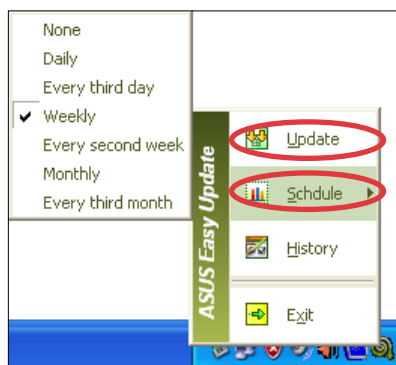 None
Daily
Every third day
Weekly
Every second week
Monthly
Every third month
ASUS Easy Update
Update
Schdule
History
Exit